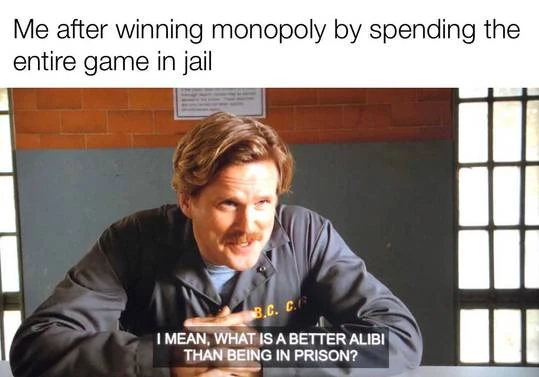 Me after winning monopoly by spending the
entire game in jail
B.C. C.
I MEAN, WHAT IS A BETTER ALIBI
THAN BEING IN PRISON?